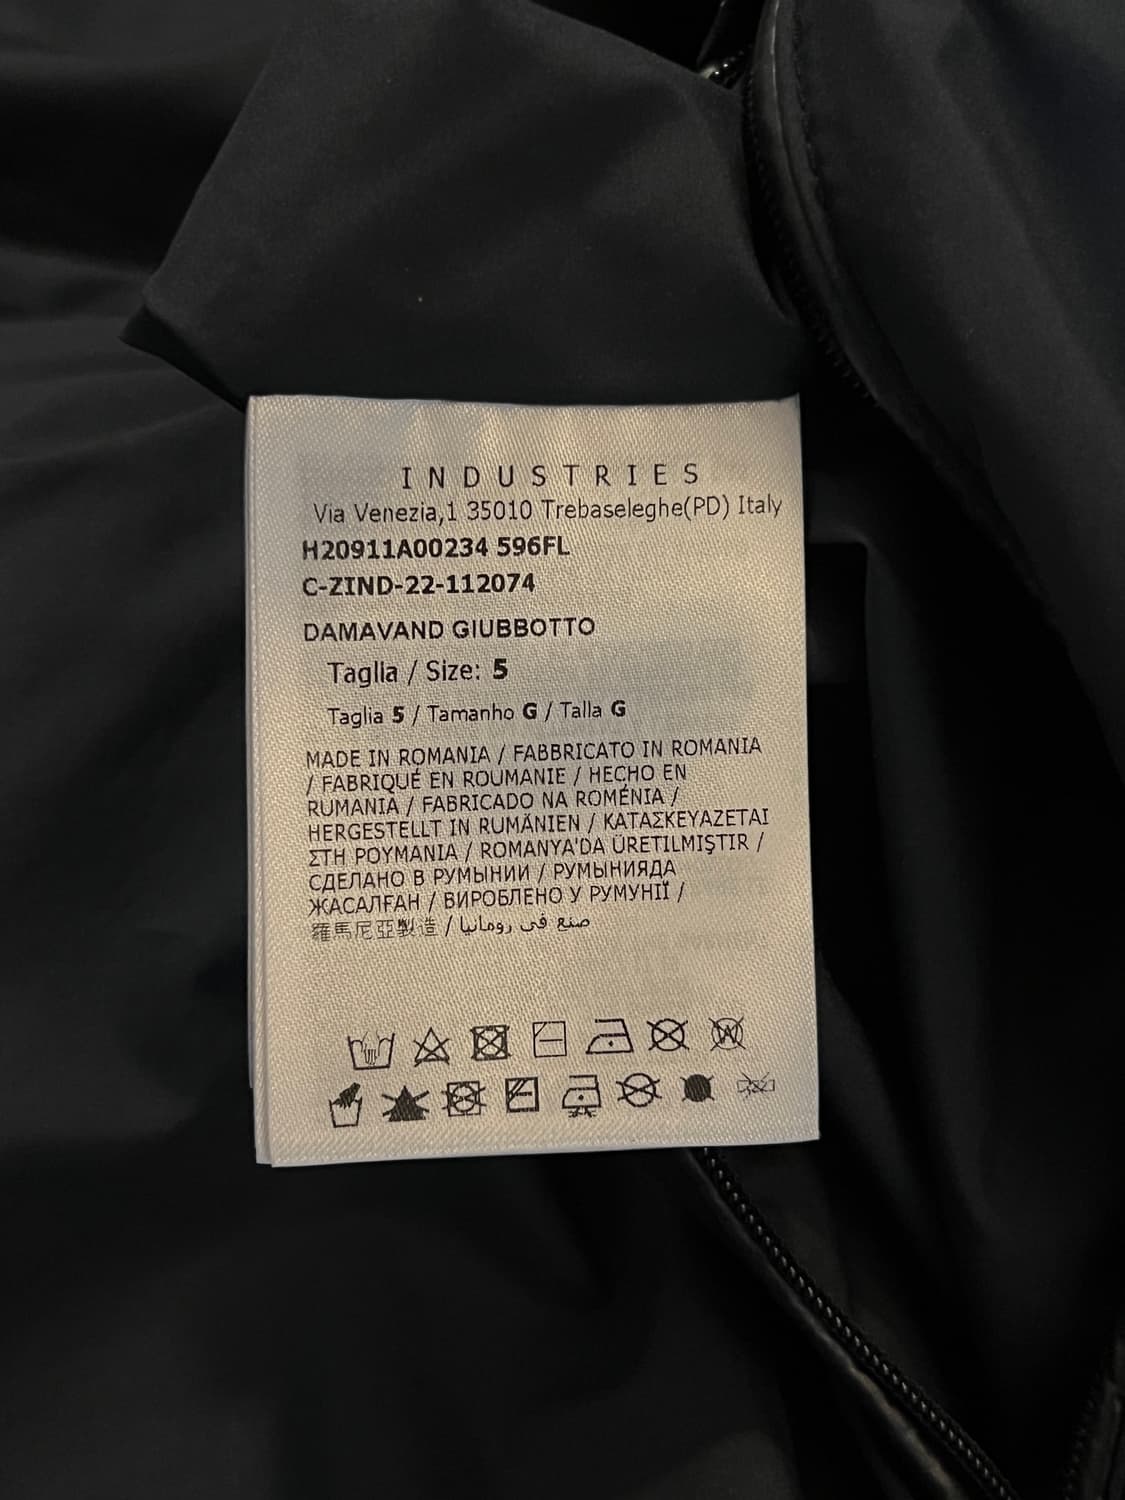 INDUSTRIES
Via Venezia,1 35010 Trebaseleghe(PD) Italy
H20911A00234 596FL
C-ZIND-22-112074
DAMAVAND GIUBBOTTO
Taglla / Size: 5
Taglia 5 / Tamanho G / Talla G
MADE IN ROMANIA / FABBRICATO IN ROMANIA
/ FABRIQUÉ EN ROUMANIE / HECHO EN
RUMANIA / FABRICADO NA ROMÉNIA /
HERGESTELLT IN RUMÄNIEN / ΚΑΤΑΣΚΕΥΑΖΕΤΑΙ
ΣΤΗ ΡΟΥΜΑΝΙΑ / ROMANYA'DA ÜRETILMIŞTIR /
СДЕЛАНО В РУМЫНИИ / РУМЫНИЯДА
ЖАСАЛҒАН / ВИРОБЛЕНО У РУМУНІЇ /
羅馬尼亞製造 / صنع في رومانيا